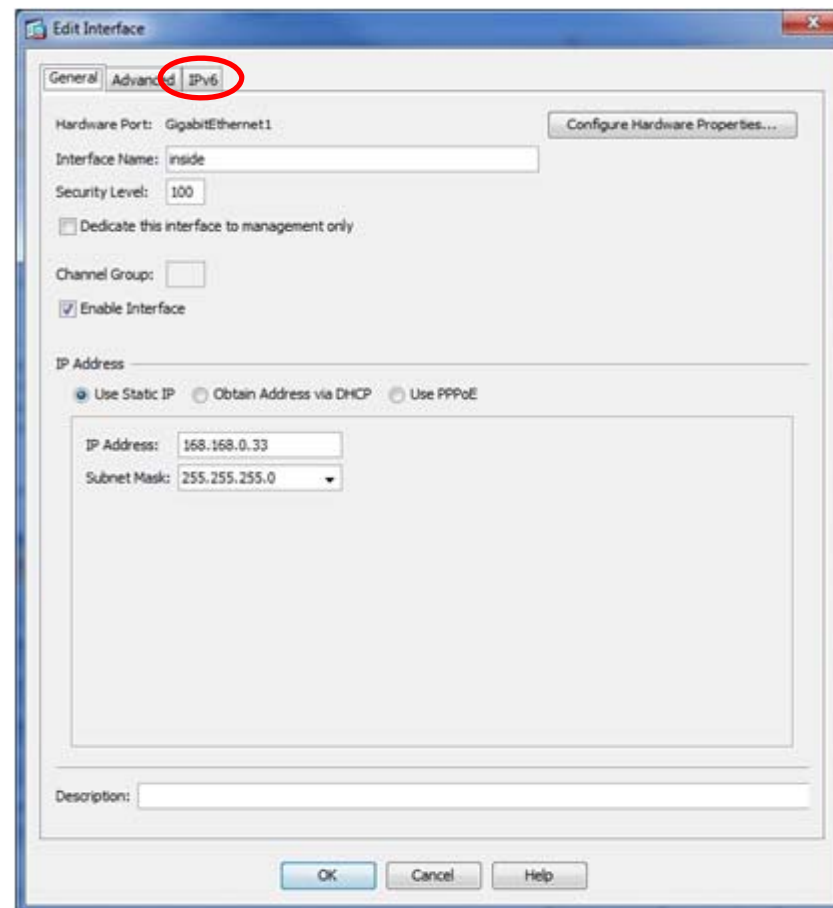 Edit Interface
General Advanced IPv6
Hardware Port: GigabitEthernet1 Configure Hardware Properties...
Interface Name: inside
Security Level: 100
Dedicate this interface to management only
Channel Group:
Enable Interface
IP Address
Use Static IP Obtain Address via DHCP Use PPPoE
IP Address: 168.168.0.33
Subnet Mask: 255.255.255.0
Description:
OK Cancel Help